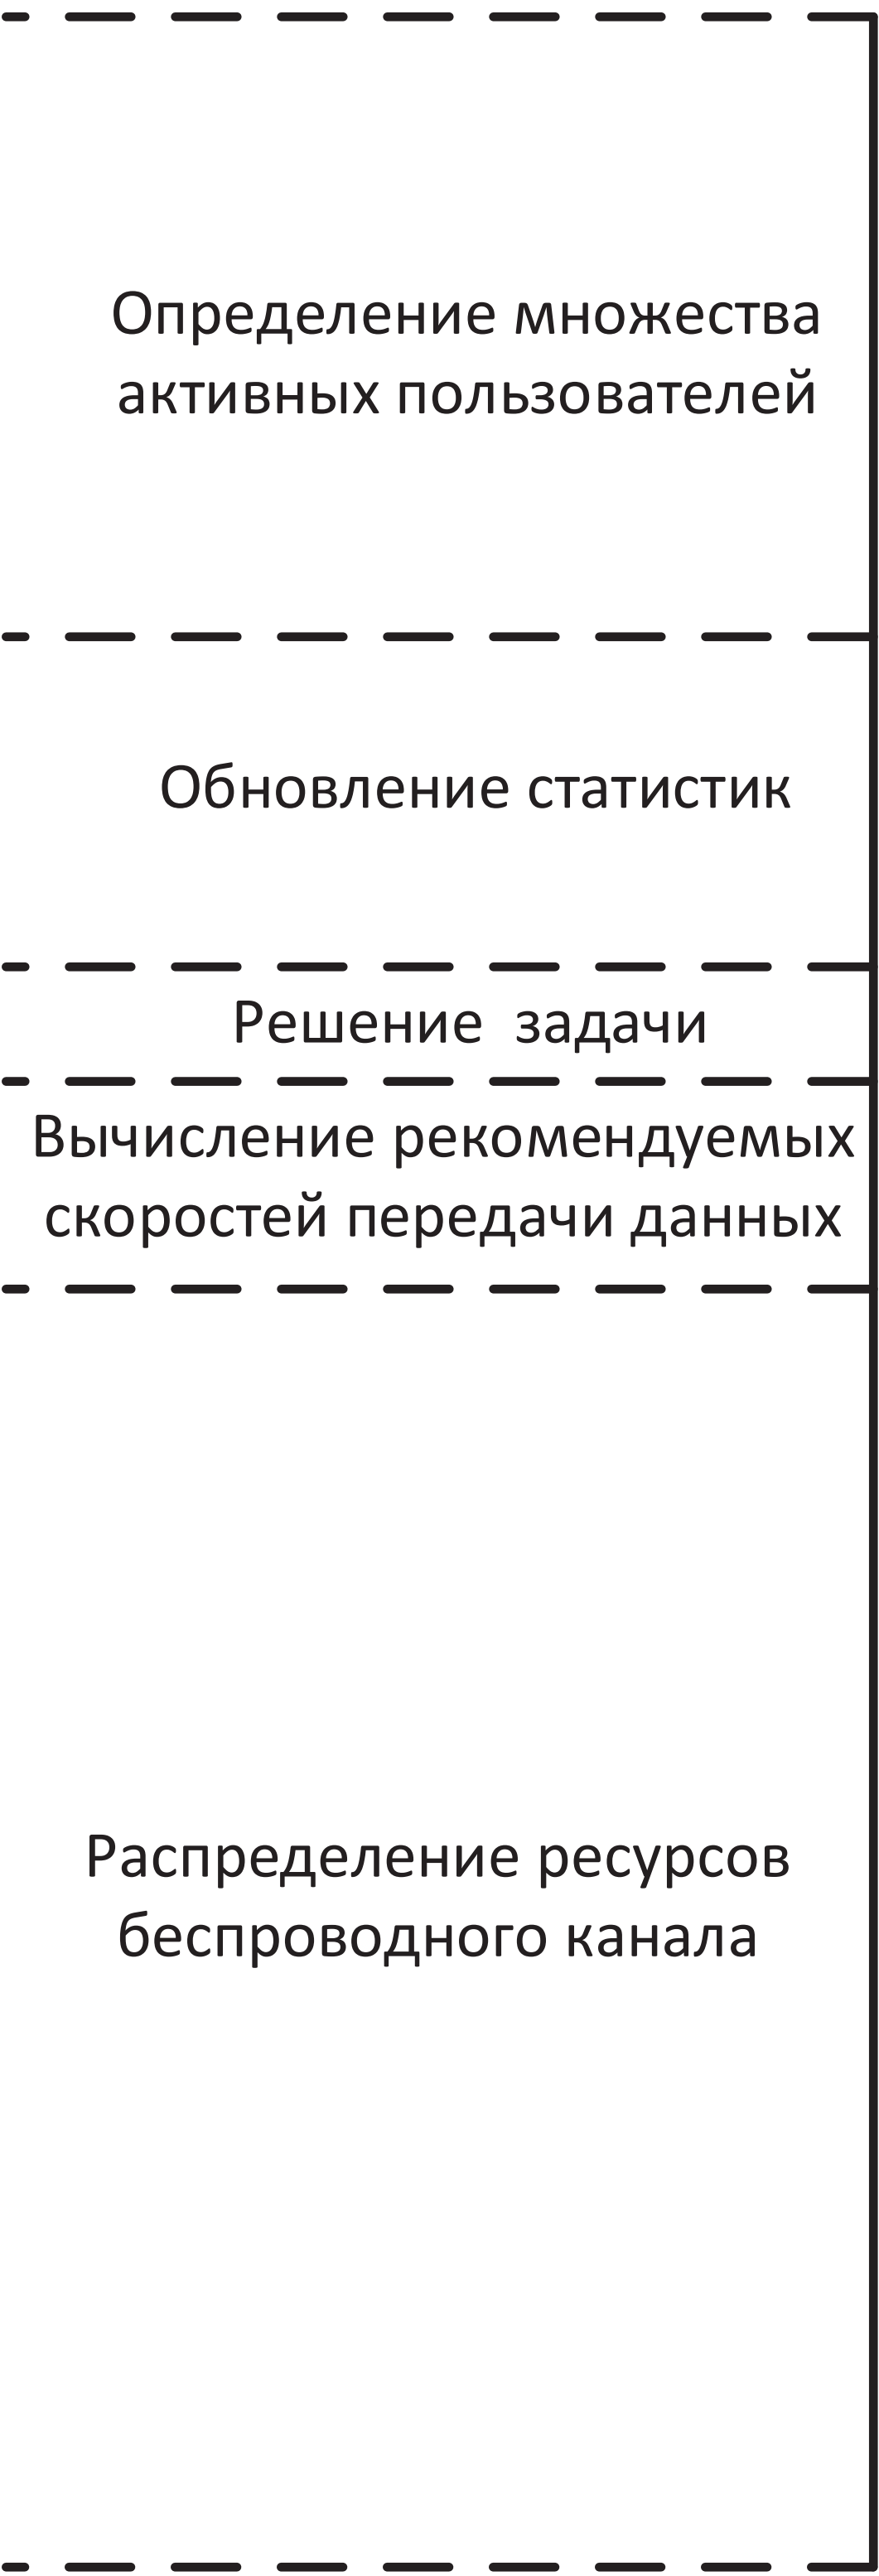 Определение множества
активных пользователей
Обновление статистик
Решение задачи
Вычисление рекомендуемых
скоростей передачи данных
Распределение ресурсов
беспроводного канала